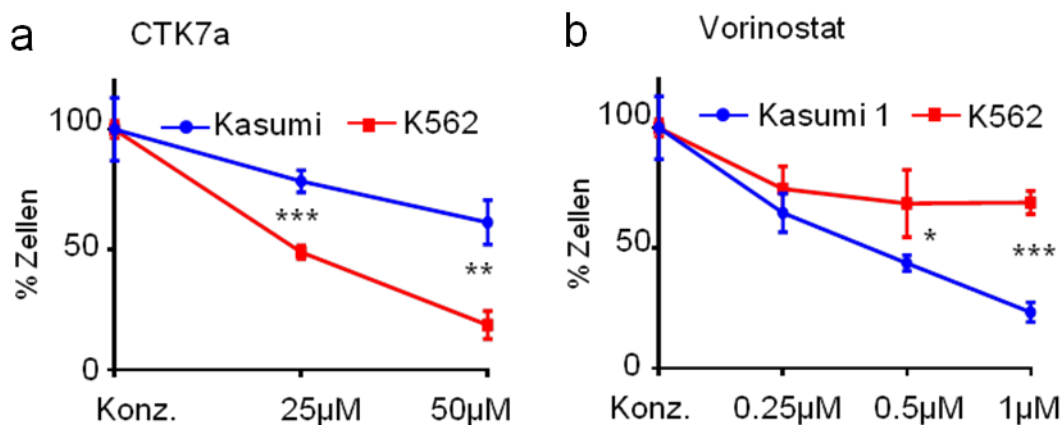 a CTK7a
100
50
0
% Zellen
Kasumi K562
***
**
Konz. 25µM 50µM
b Vorinostat
100
50
0
% Zellen
Kasumi 1 K562
*
***
Konz. 0.25µM 0.5µM 1µM